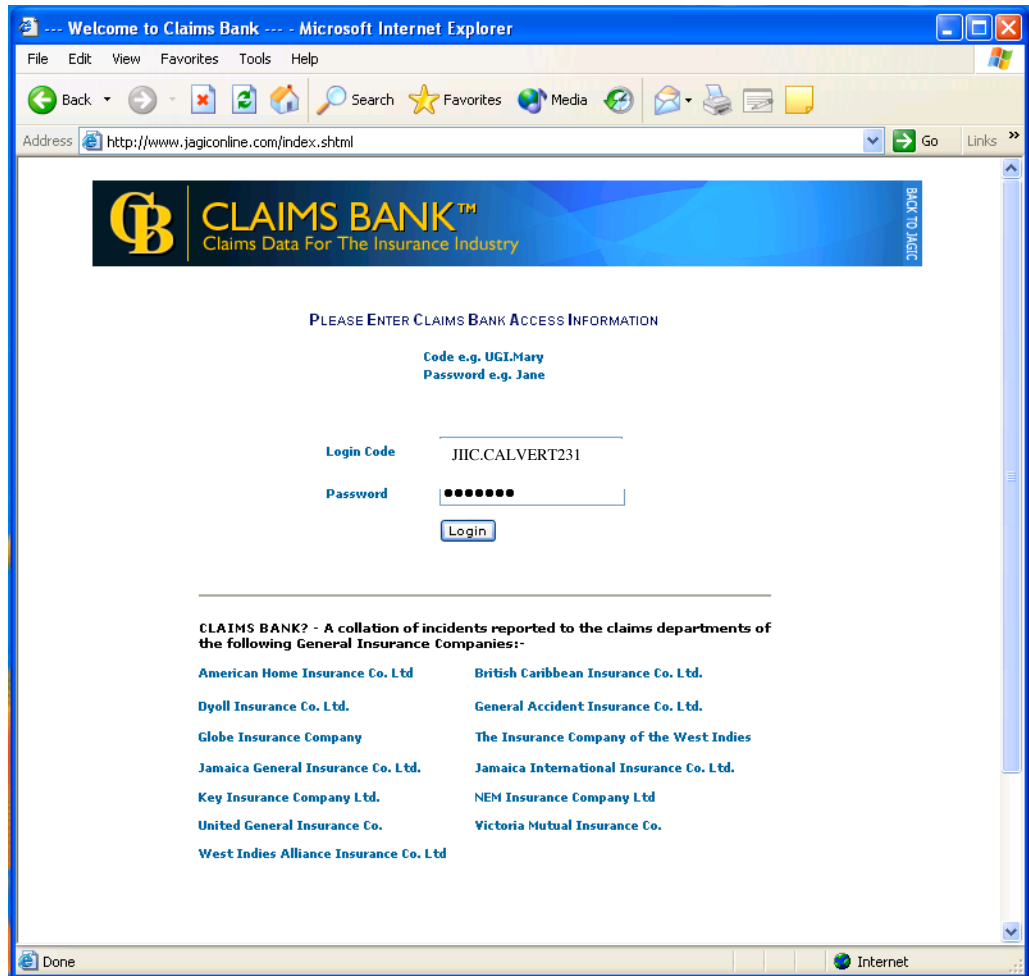 --- Welcome to Claims Bank --- - Microsoft Internet Explorer
File Edit View Favorites Tools Help
Back Search Favorites Media
Address http://www.jagiconline.com/index.shtml Go Links »
CB CLAIMS BANK™
Claims Data For The Insurance Industry
BACK TO JAGIC
PLEASE ENTER CLAIMS BANK ACCESS INFORMATION
Code e.g. UGI.Mary
Password e.g. Jane
Login Code JIIC.CALVERT231
Password ●●●●●●●
Login
CLAIMS BANK? - A collation of incidents reported to the claims departments of
the following General Insurance Companies:-
American Home Insurance Co. Ltd British Caribbean Insurance Co. Ltd.
Dyoll Insurance Co. Ltd. General Accident Insurance Co. Ltd.
Globe Insurance Company The Insurance Company of the West Indies
Jamaica General Insurance Co. Ltd. Jamaica International Insurance Co. Ltd.
Key Insurance Company Ltd. NEM Insurance Company Ltd
United General Insurance Co. Victoria Mutual Insurance Co.
West Indies Alliance Insurance Co. Ltd
Done Internet